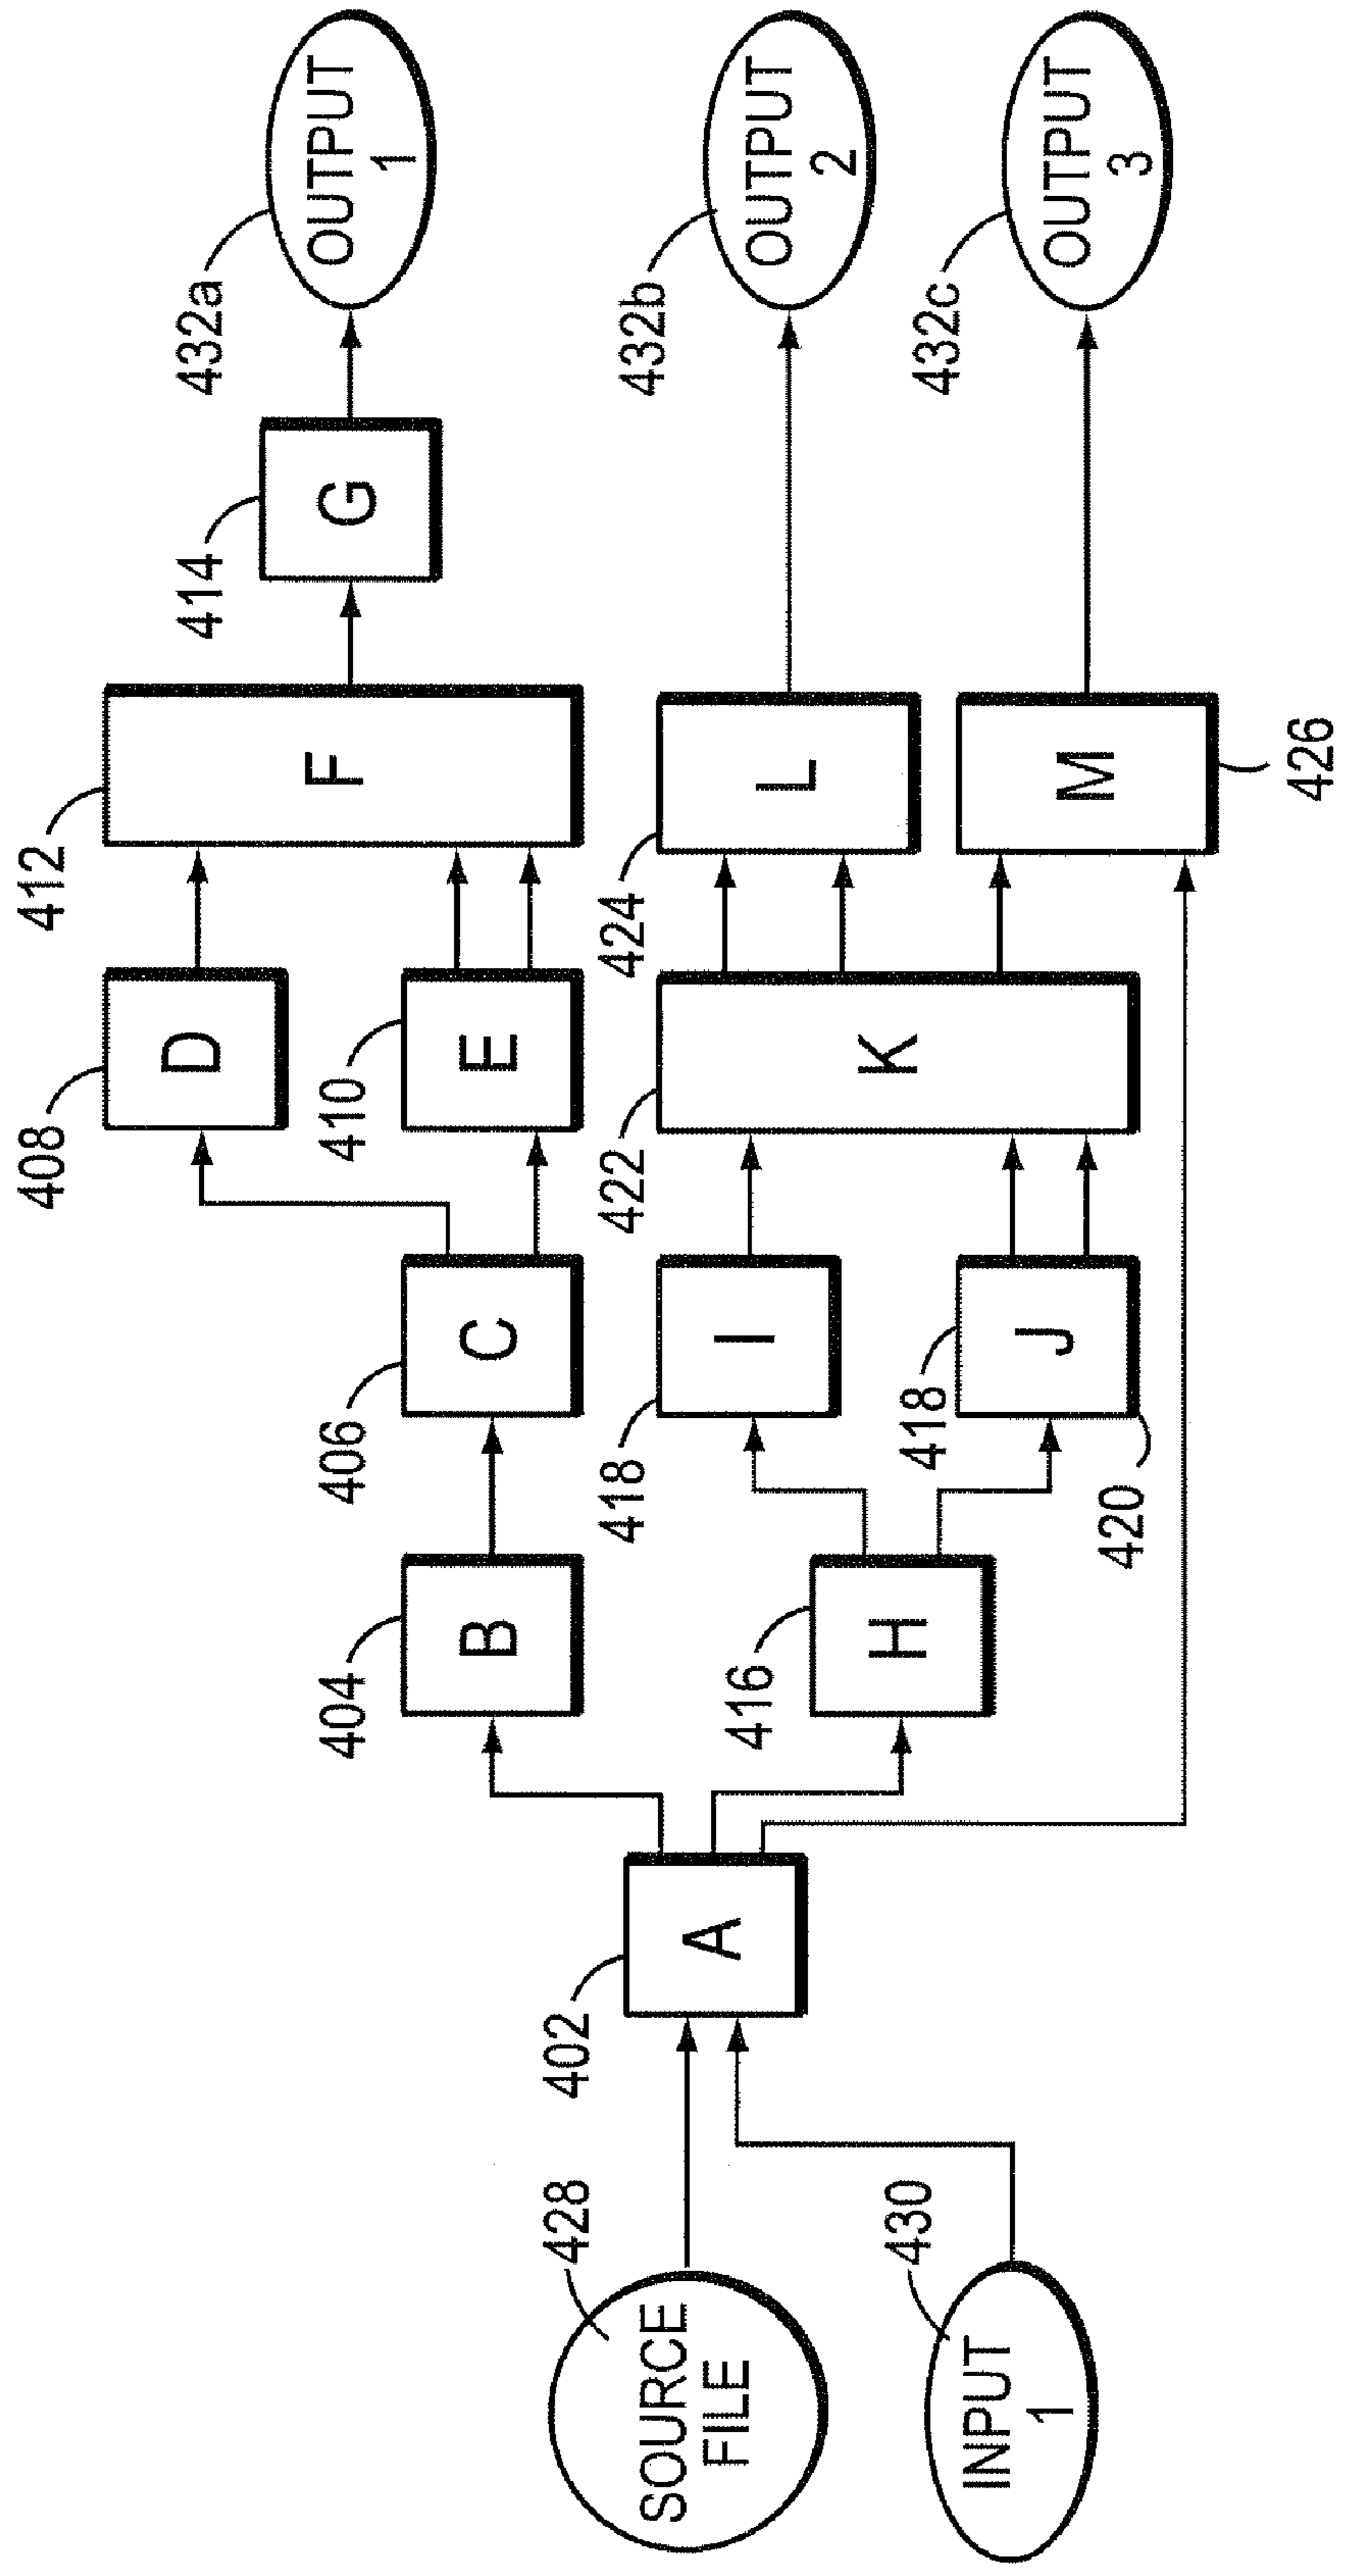 SOURCE
FILE
428
INPUT
1
430
A
402
B
404
C
406
D
408
E
410
F
412
G
414
OUTPUT
1
432a
H
416
I
418
J
418
420
K
422
L
424
M
426
OUTPUT
2
432b
OUTPUT
3
432c